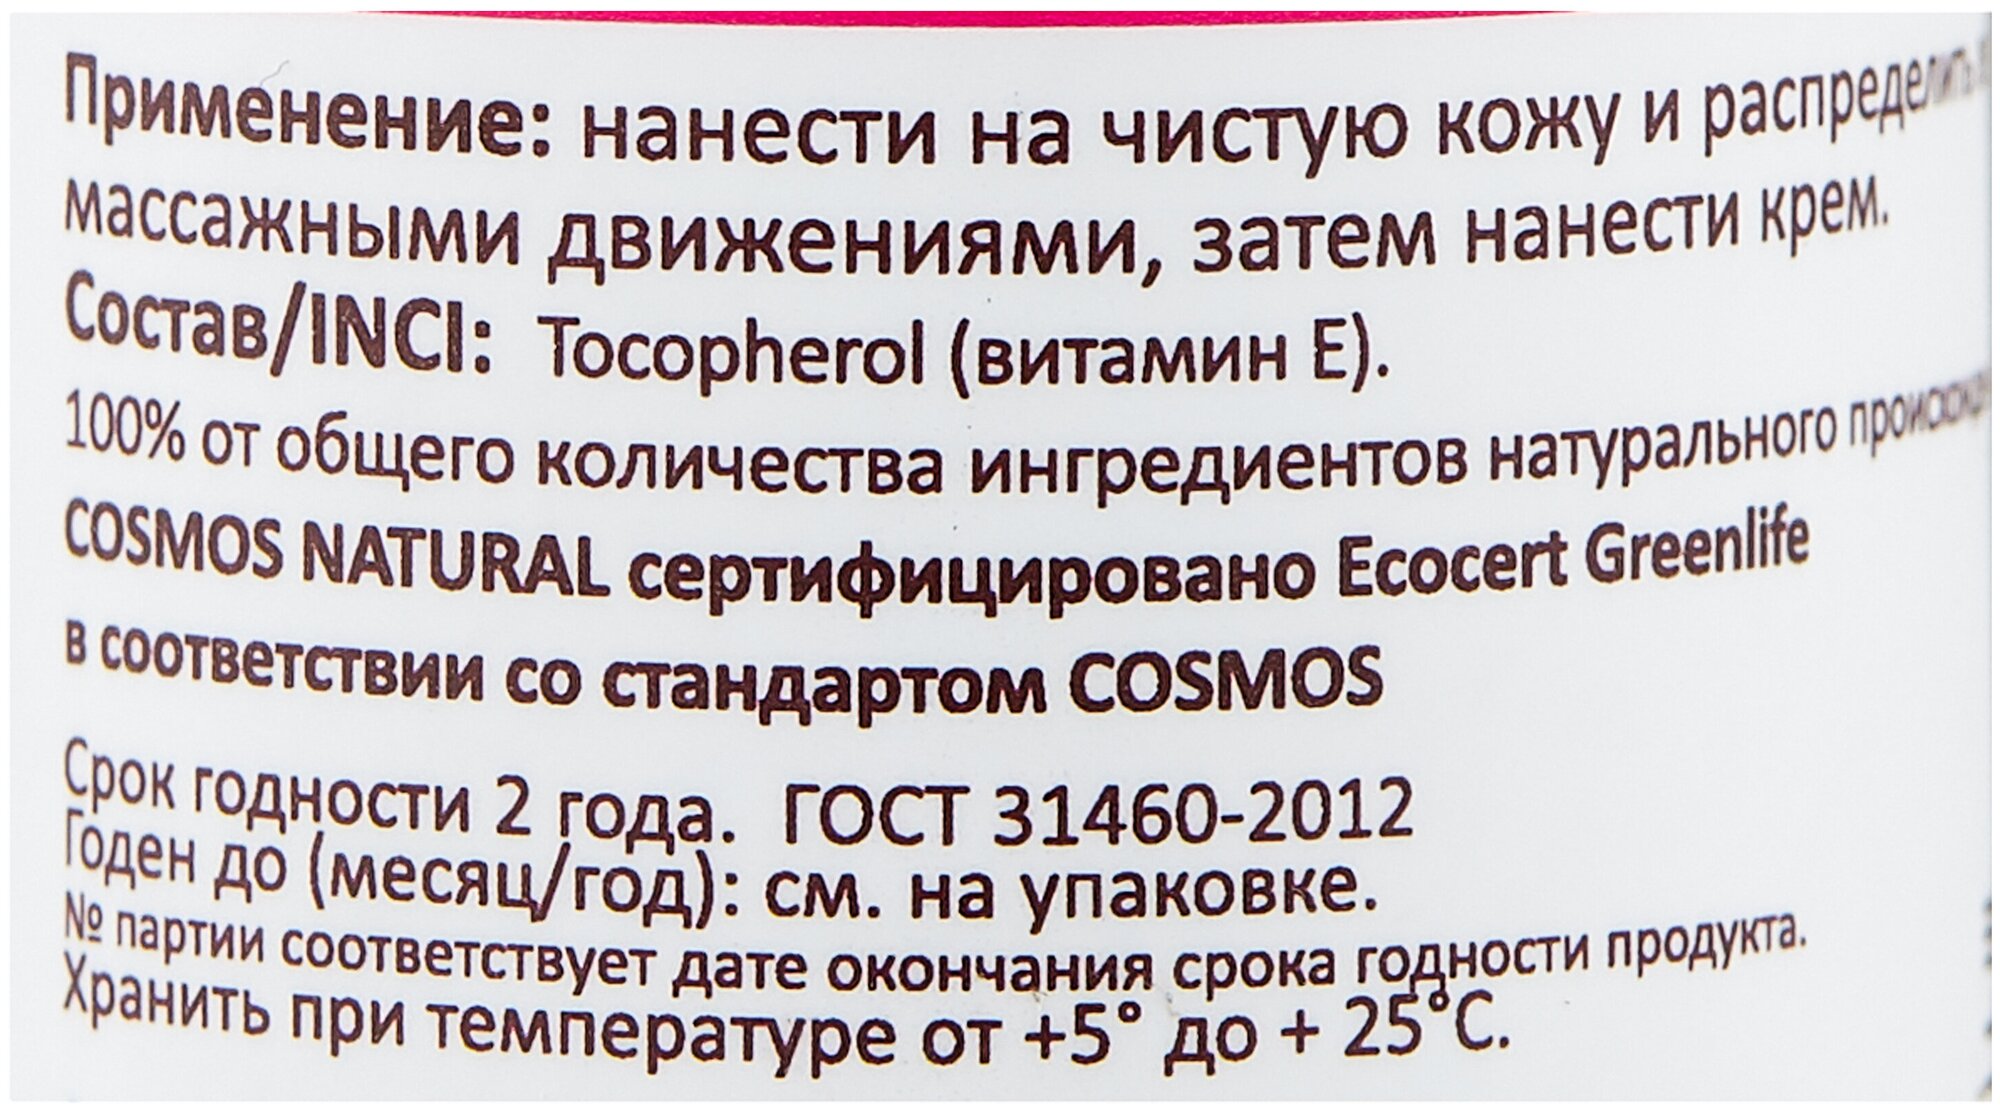 Применение: нанести на чистую кожу и распределить
массажными движениями, затем нанести крем.
Состав/INCI: Tocopherol (витамин Е).
100% от общего количества ингредиентов натурального
COSMOS NATURAL сертифицировано Ecocert Greenlife
в соответствии со стандартом COSMOS
Срок годности 2 года. ГОСТ 31460-2012
Годен до (месяц/год): см. на упаковке.
№ партии соответствует дате окончания срока годности продукта.
Хранить при температуре от +5° до + 25°С.